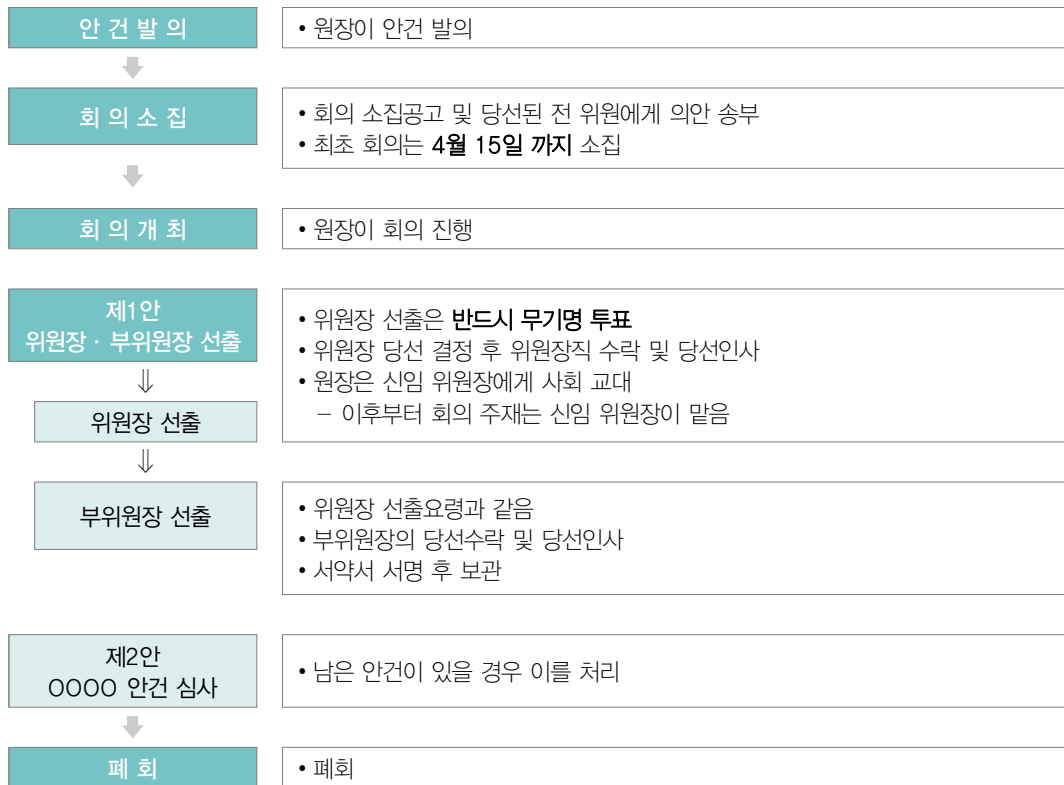 안 건 발 의
• 원장이 안건 발의
회 의 소 집
• 회의 소집공고 및 당선된 전 위원에게 의안 송부
• 최초 회의는 4월 15일 까지 소집
회 의 개 최
• 원장이 회의 진행
제1안
위원장 · 부위원장 선출
⇓
위원장 선출
⇓
• 위원장 선출은 반드시 무기명 투표
• 위원장 당선 결정 후 위원장직 수락 및 당선인사
• 원장은 신임 위원장에게 사회 교대
– 이후부터 회의 주재는 신임 위원장이 맡음
부위원장 선출
• 위원장 선출요령과 같음
• 부위원장의 당선수락 및 당선인사
• 서약서 서명 후 보관
제2안
OOOO 안건 심사
• 남은 안건이 있을 경우 이를 처리
폐 회
• 폐회